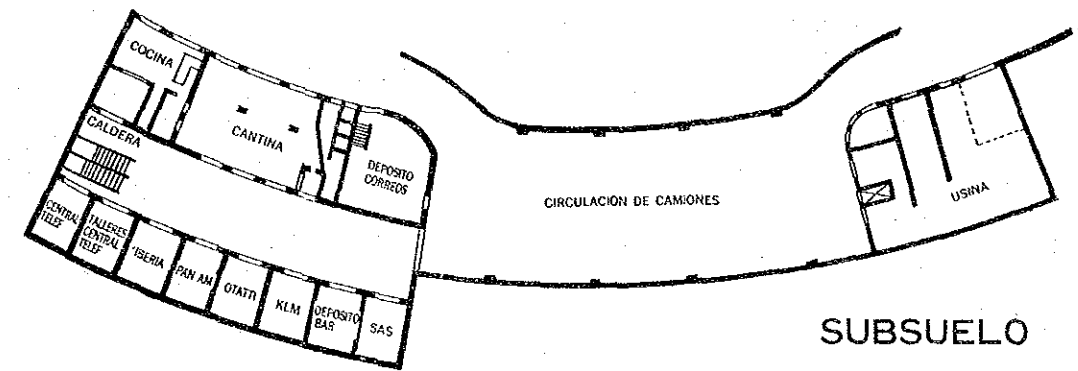 COCINA
CANTINA
CALDERA
DEPOSITO
CORREOS
CIRCULACIÓN DE CAMIONES
USINA
CENTRAL
TELEF
TALLERES
CENTRAL
TELEF
IBERIA
PAN AM
OTATTI
KLM
DEPOSITO
BAR
SAS
SUBSUELO